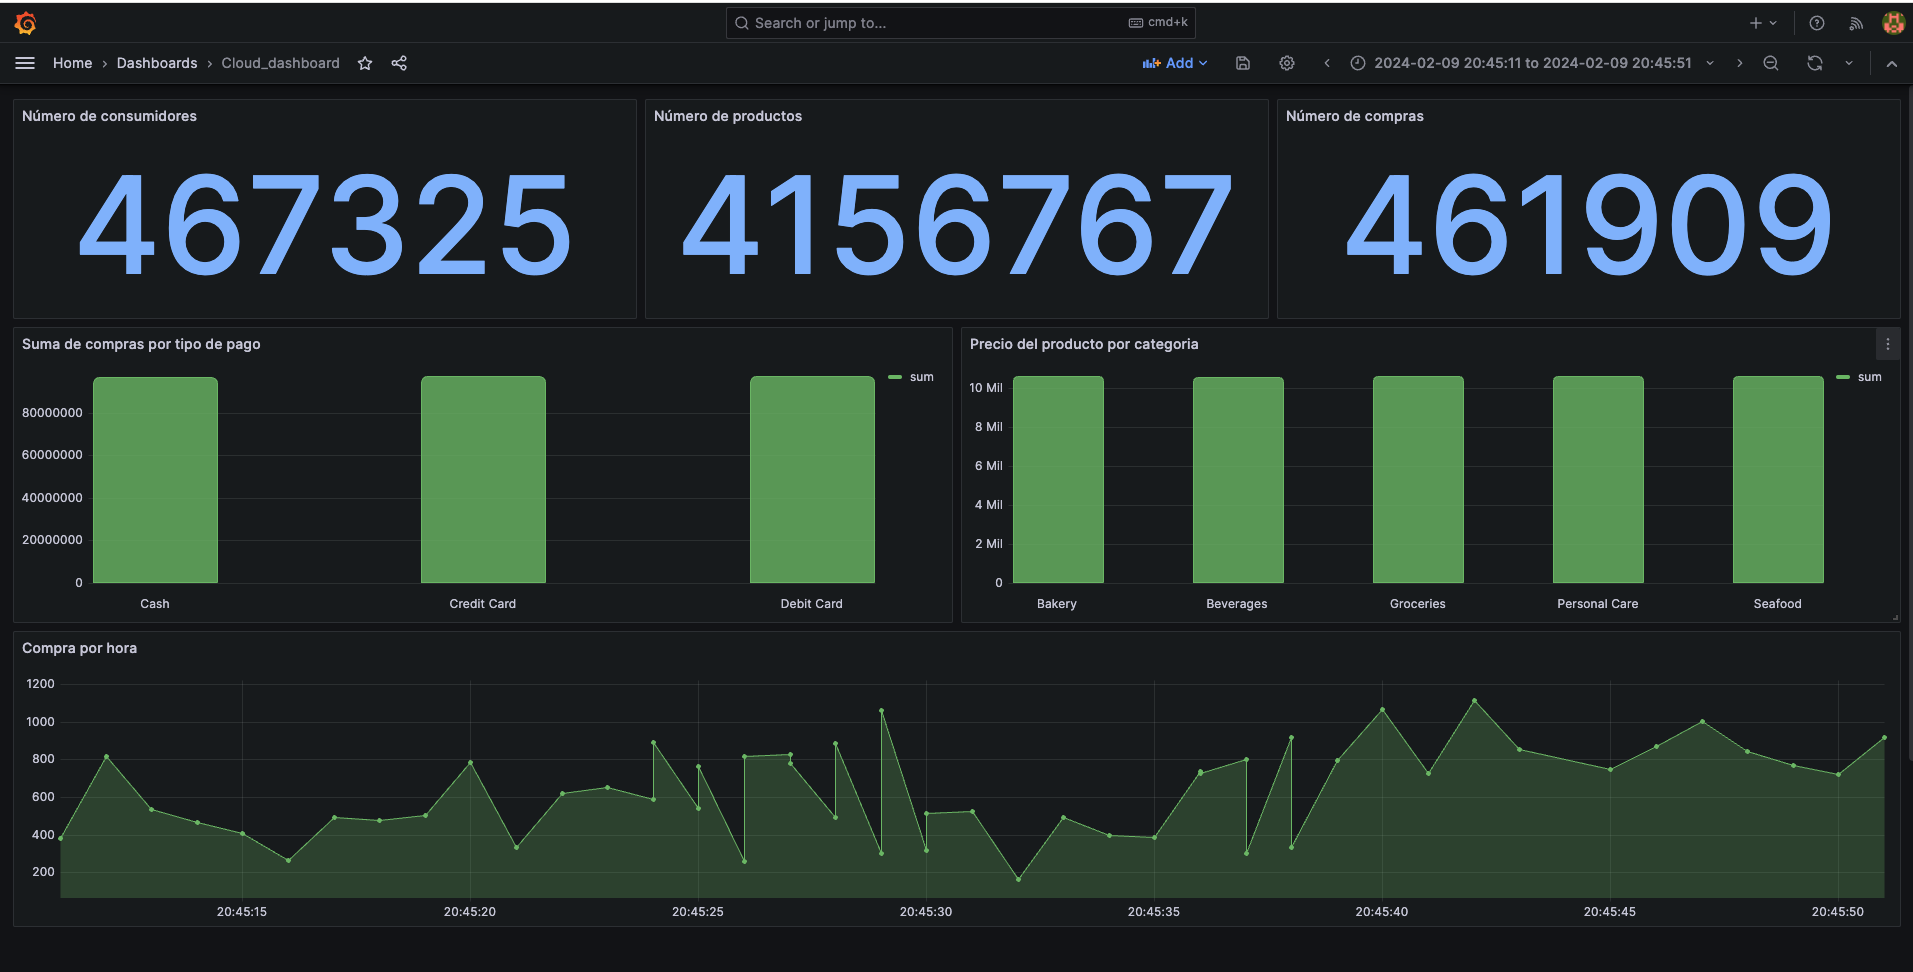 Search or jump to... cmd+k
Home › Dashboards › Cloud_dashboard Add 2024-02-09 20:45:11 to 2024-02-09 20:45:51
Número de consumidores
467325
Número de productos
4156767
Número de compras
461909
Suma de compras por tipo de pago
sum
80000000
60000000
40000000
20000000
0
Cash Credit Card Debit Card
Precio del producto por categoria
sum
10 Mil
8 Mil
6 Mil
4 Mil
2 Mil
0
Bakery Beverages Groceries Personal Care Seafood
Compra por hora
1200
1000
800
600
400
200
20:45:15 20:45:20 20:45:25 20:45:30 20:45:35 20:45:40 20:45:45 20:45:50